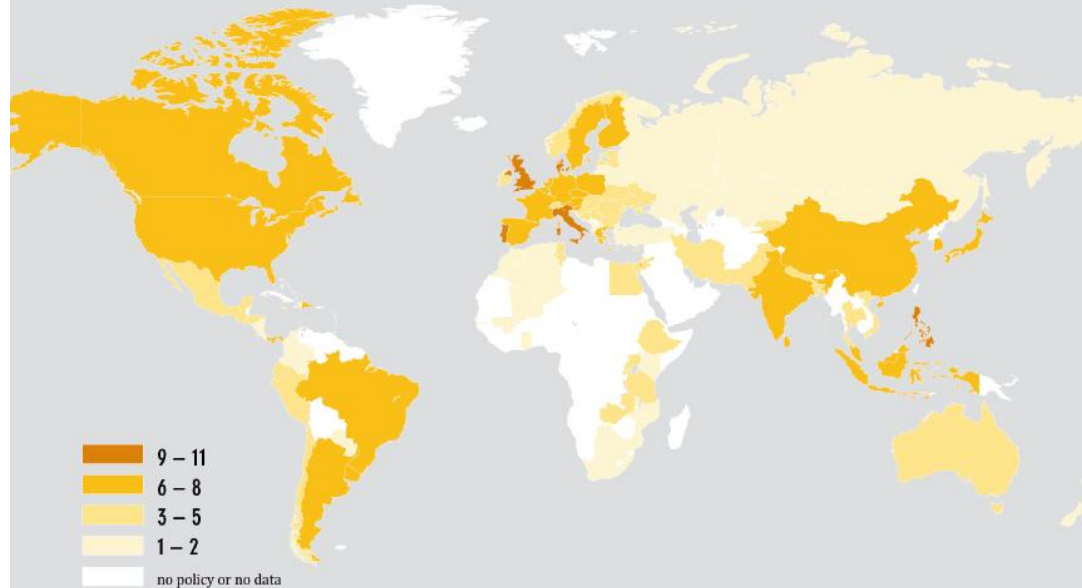 9 – 11
6 – 8
3 – 5
1 – 2
no policy or no data